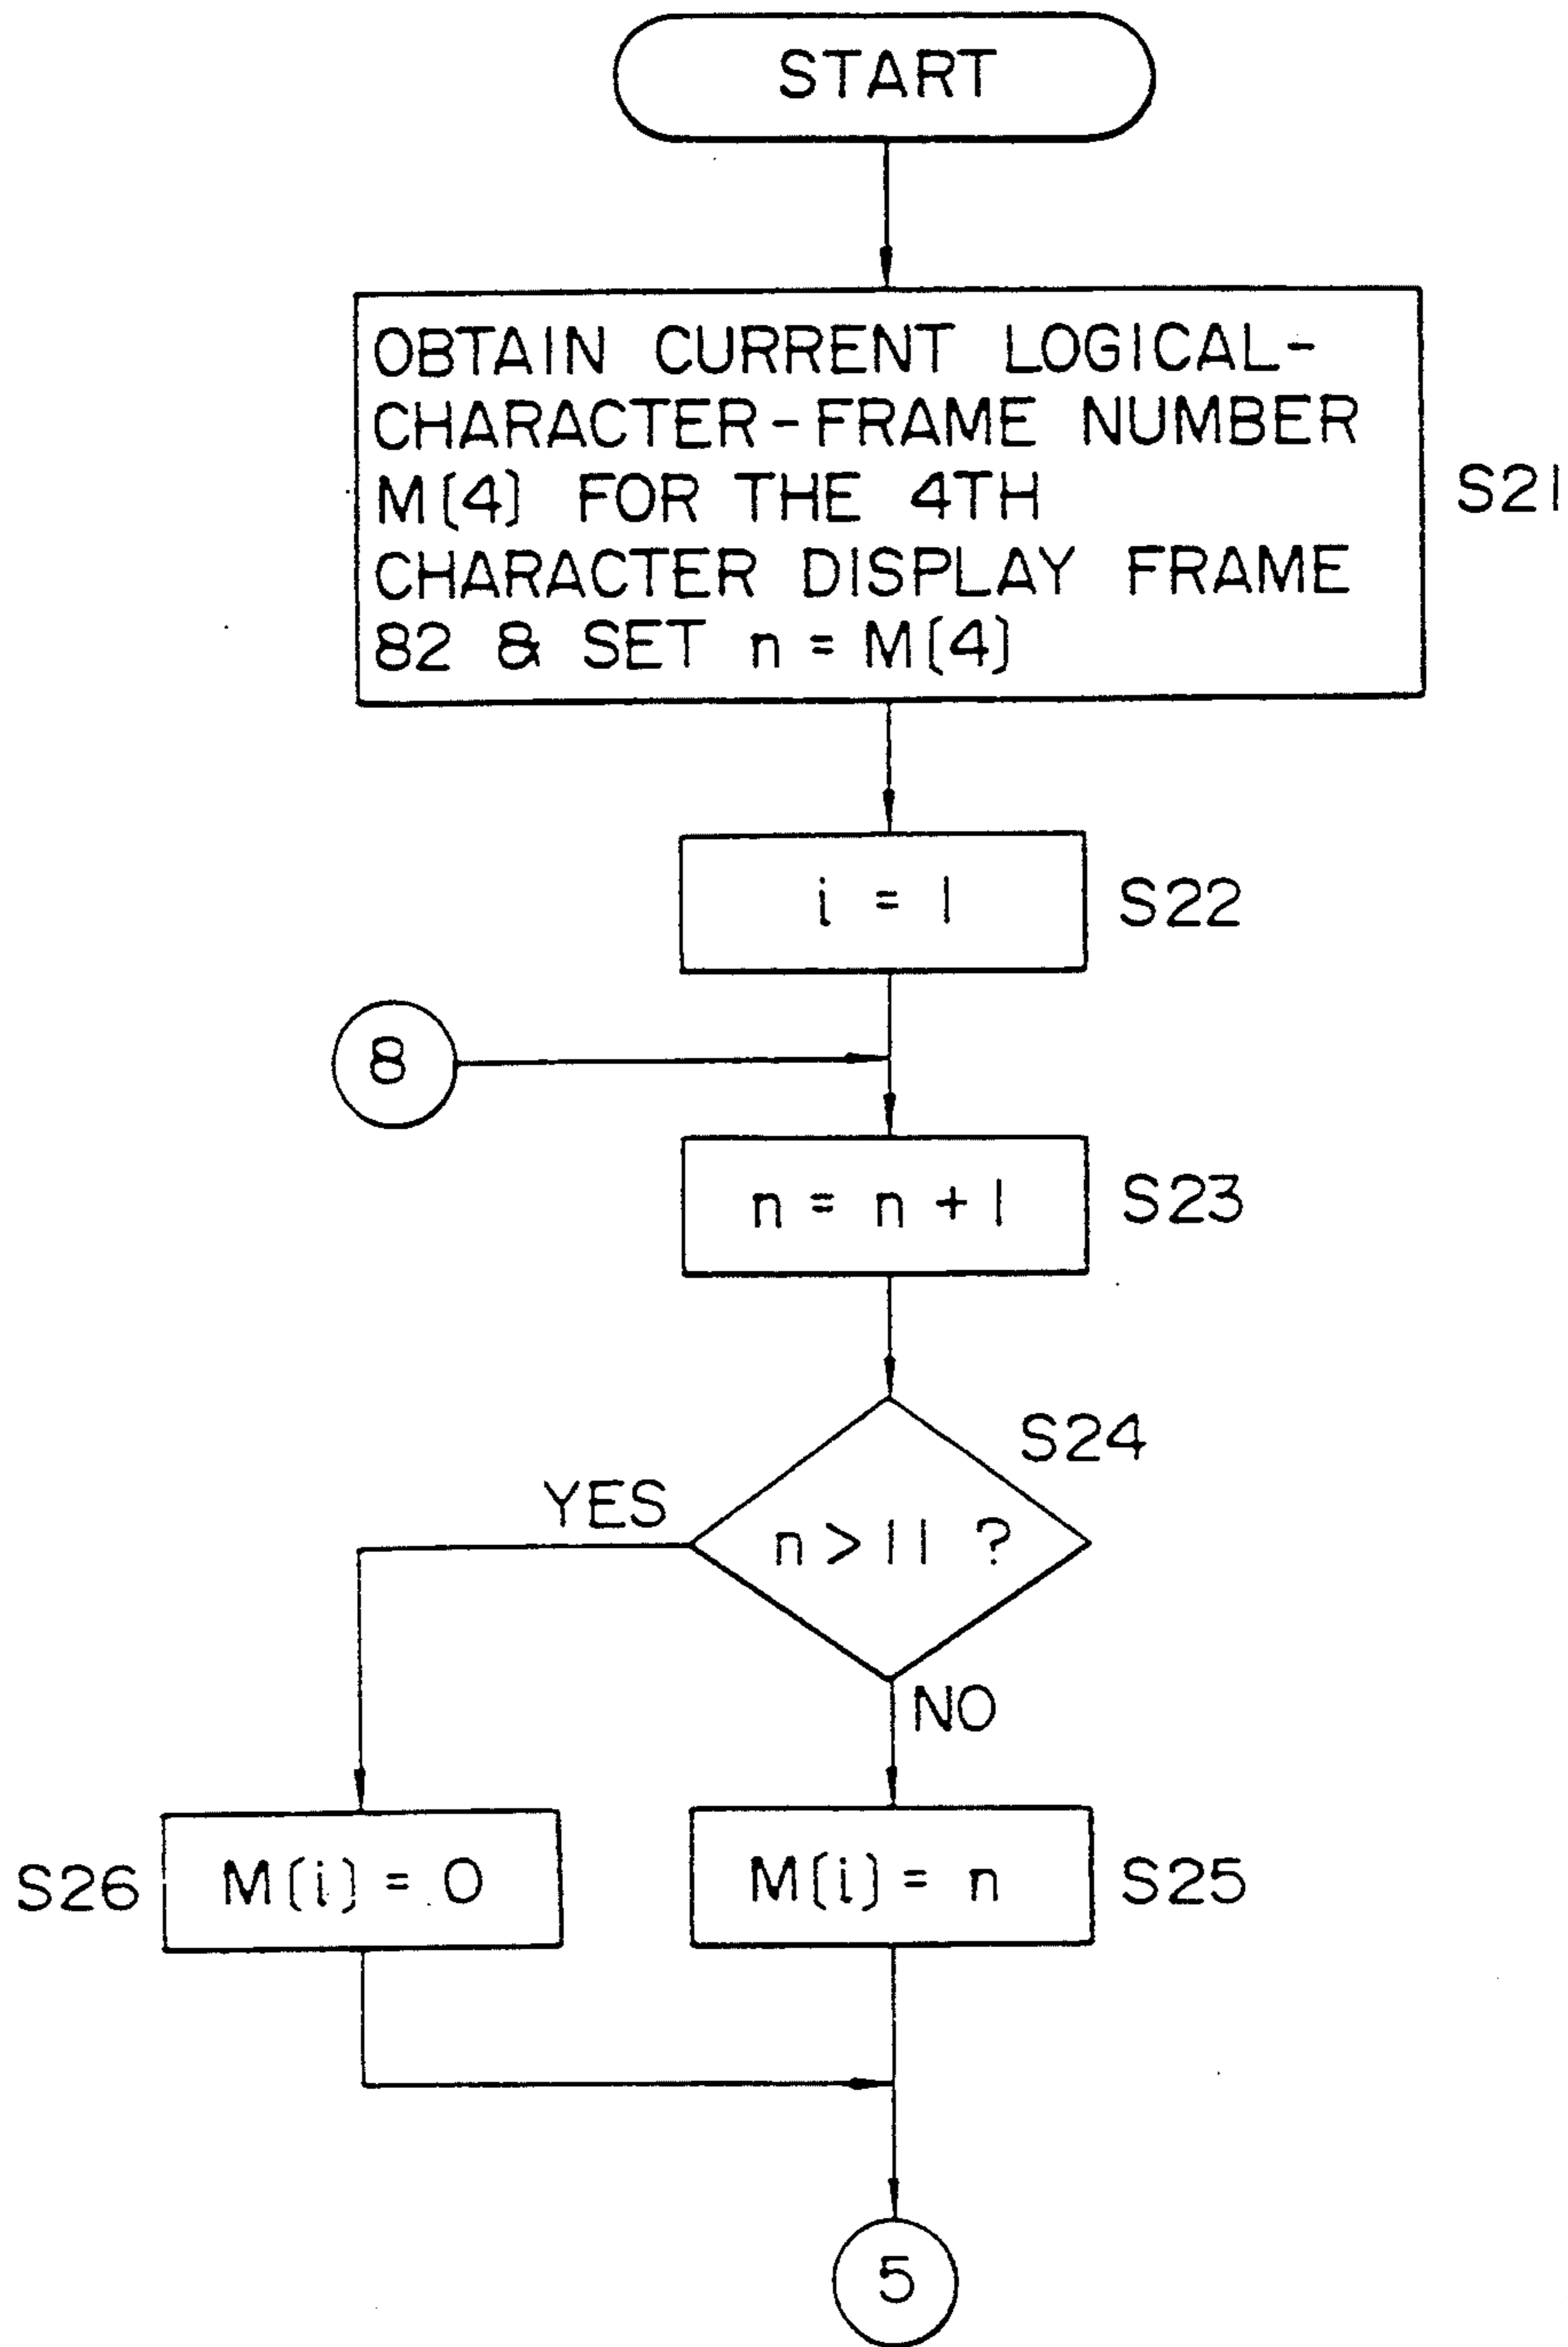 START
OBTAIN CURRENT LOGICAL-
CHARACTER-FRAME NUMBER
M(4) FOR THE 4TH
CHARACTER DISPLAY FRAME
82 & SET n = M(4)
S21
i = 1
S22
8
n = n + 1
S23
S24
YES
n > 11 ?
NO
S26
M(i) = 0
M(i) = n
S25
5